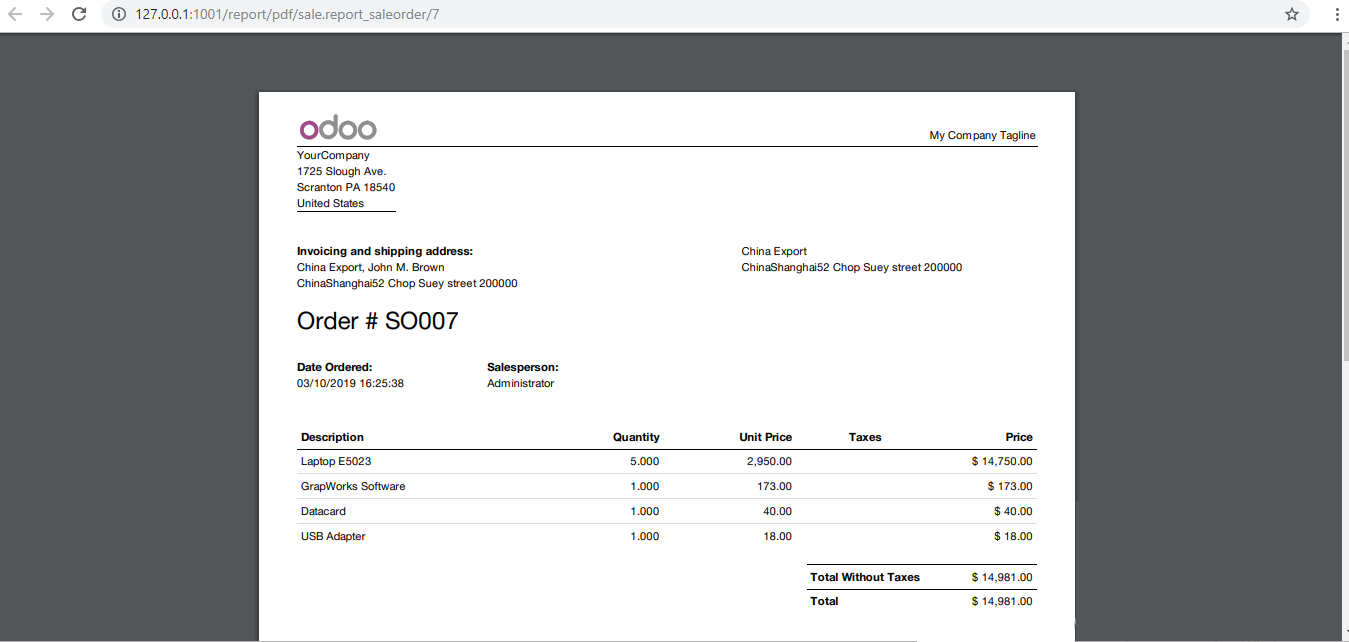 127.0.0.1:1001/report/pdf/sale.report_saleorder/7
odoo
My Company Tagline
YourCompany
1725 Slough Ave.
Scranton PA 18540
United States
Invoicing and shipping address:
China Export, John M. Brown
ChinaShanghai52 Chop Suey street 200000
China Export
ChinaShanghai52 Chop Suey street 200000
Order # SO007
Date Ordered: Salesperson:
03/10/2019 16:25:38 Administrator
Description Quantity Unit Price Taxes Price
Laptop E5023 5.000 2,950.00 $ 14,750.00
GrapWorks Software 1.000 173.00 $ 173.00
Datacard 1.000 40.00 $ 40.00
USB Adapter 1.000 18.00 $ 18.00
Total Without Taxes $ 14,981.00
Total $ 14,981.00